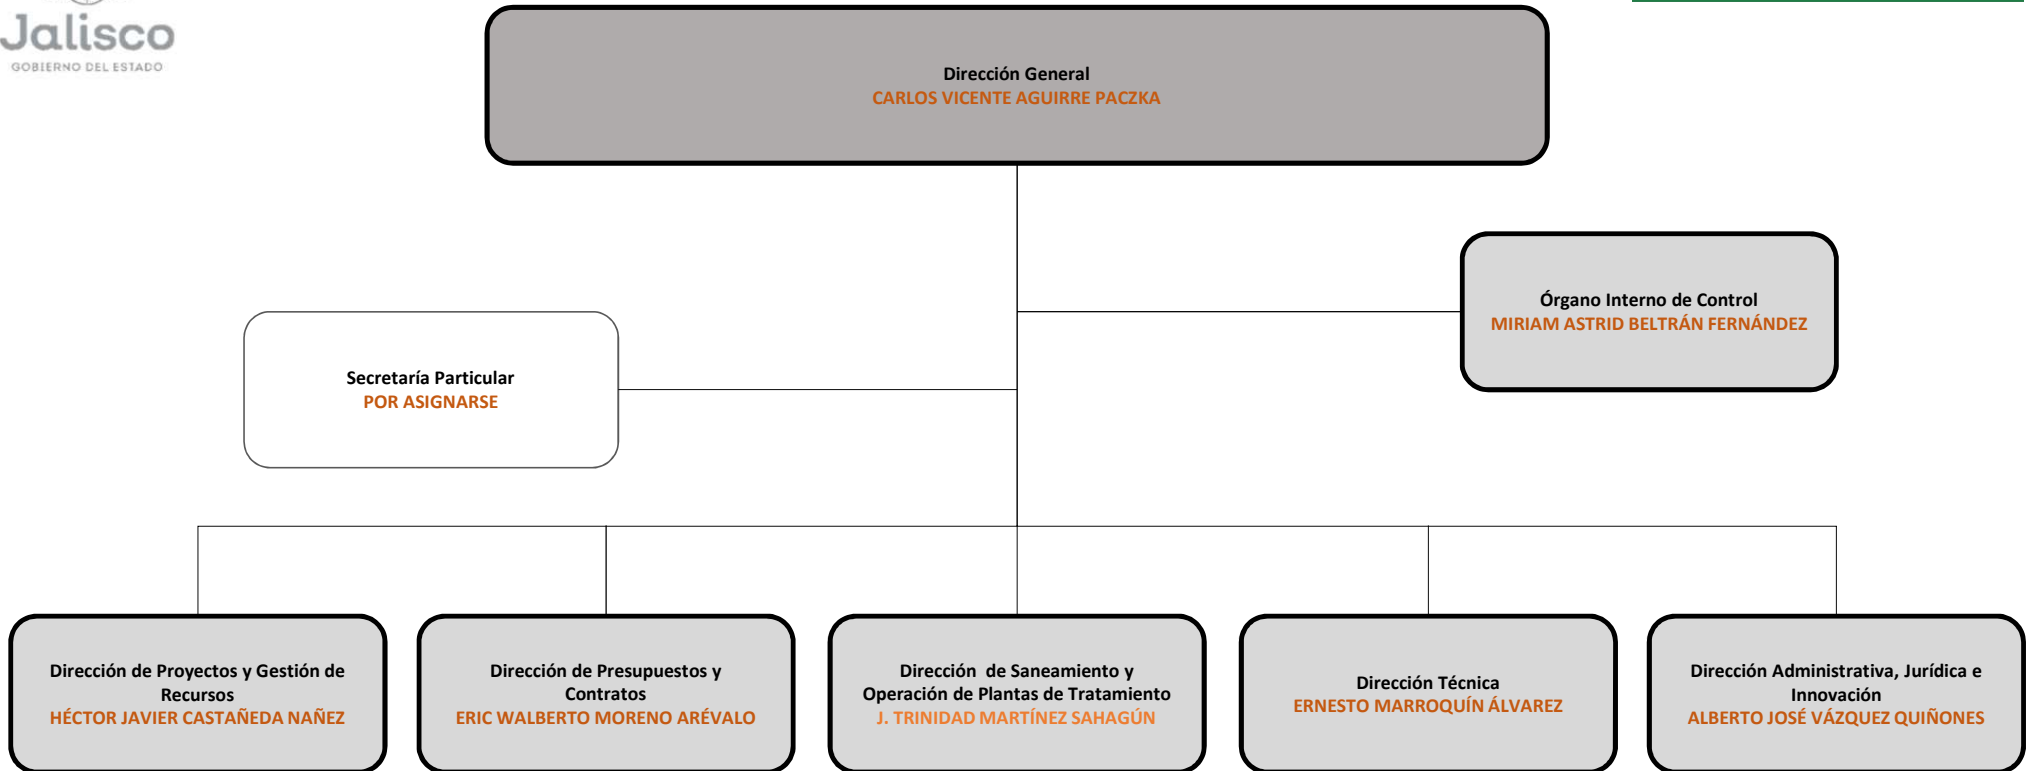 Jalisco
GOBIERNO DEL ESTADO
Dirección General
CARLOS VICENTE AGUIRRE PACZKA
Órgano Interno de Control
MIRIAM ASTRID BELTRÁN FERNÁNDEZ
Secretaría Particular
POR ASIGNARSE
Dirección de Proyectos y Gestión de
Recursos
HÉCTOR JAVIER CASTAÑEDA NAÑEZ
Dirección de Presupuestos y
Contratos
ERIC WALBERTO MORENO ARÉVALO
Dirección  de Saneamiento y
Operación de Plantas de Tratamiento
J. TRINIDAD MARTÍNEZ SAHAGÚN
Dirección Técnica
ERNESTO MARROQUÍN ÁLVAREZ
Dirección Administrativa, Jurídica e
Innovación
ALBERTO JOSÉ VÁZQUEZ QUIÑONES